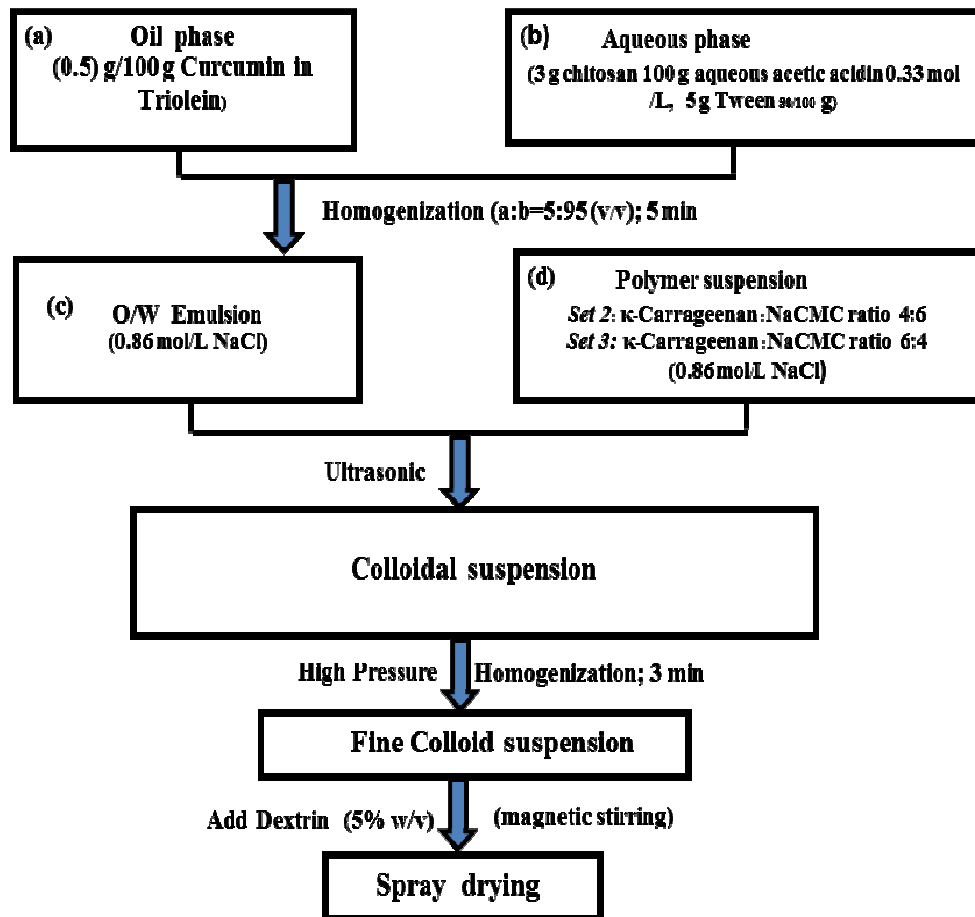 (a) Oil phase
(0.5) g/100 g Curcumin in
Triolein)
(b) Aqueous phase
(3 g chitosan 100 g aqueous acetic acidin 0.33 mol
/L, 5 g Tween /100 g)
Homogenization (a:b=5:95 (v/v); 5 min
(c) O/W Emulsion
(0.86 mol/L NaCl)
(d) Polymer suspension
Set 2: κ-Carrageenan:NaCMC ratio 4:6
Set 3: κ-Carrageenan:NaCMC ratio 6:4
(0.86 mol/L NaCl)
Ultrasonic
Colloidal suspension
High Pressure Homogenization; 3 min
Fine Colloid suspension
Add Dextrin (5% w/v) (magnetic stirring)
Spray drying